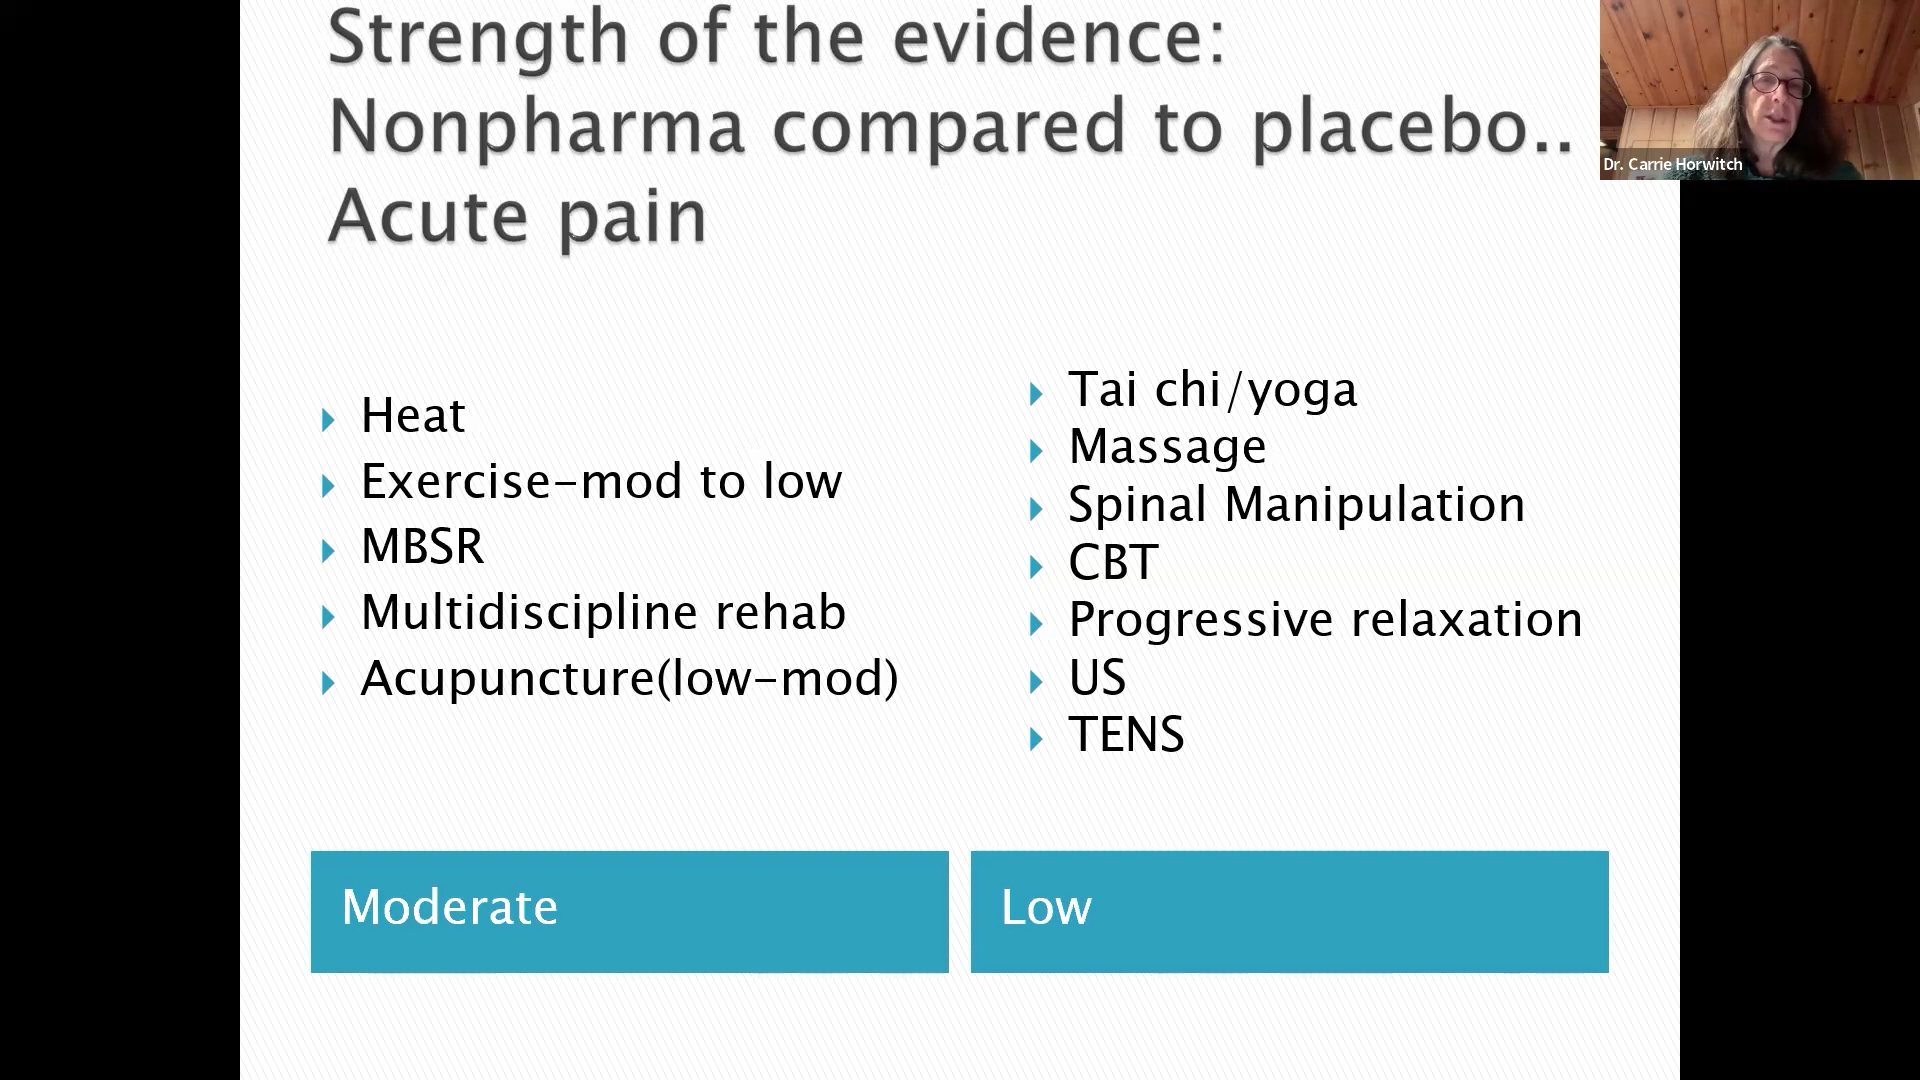 Strength of the evidence:
Nonpharma compared to placebo..
Acute pain
Dr. Carrie Horwitch
Heat
Exercise-mod to low
MBSR
Multidiscipline rehab
Acupuncture(low-mod)
Tai chi/yoga
Massage
Spinal Manipulation
CBT
Progressive relaxation
US
TENS
Moderate
Low